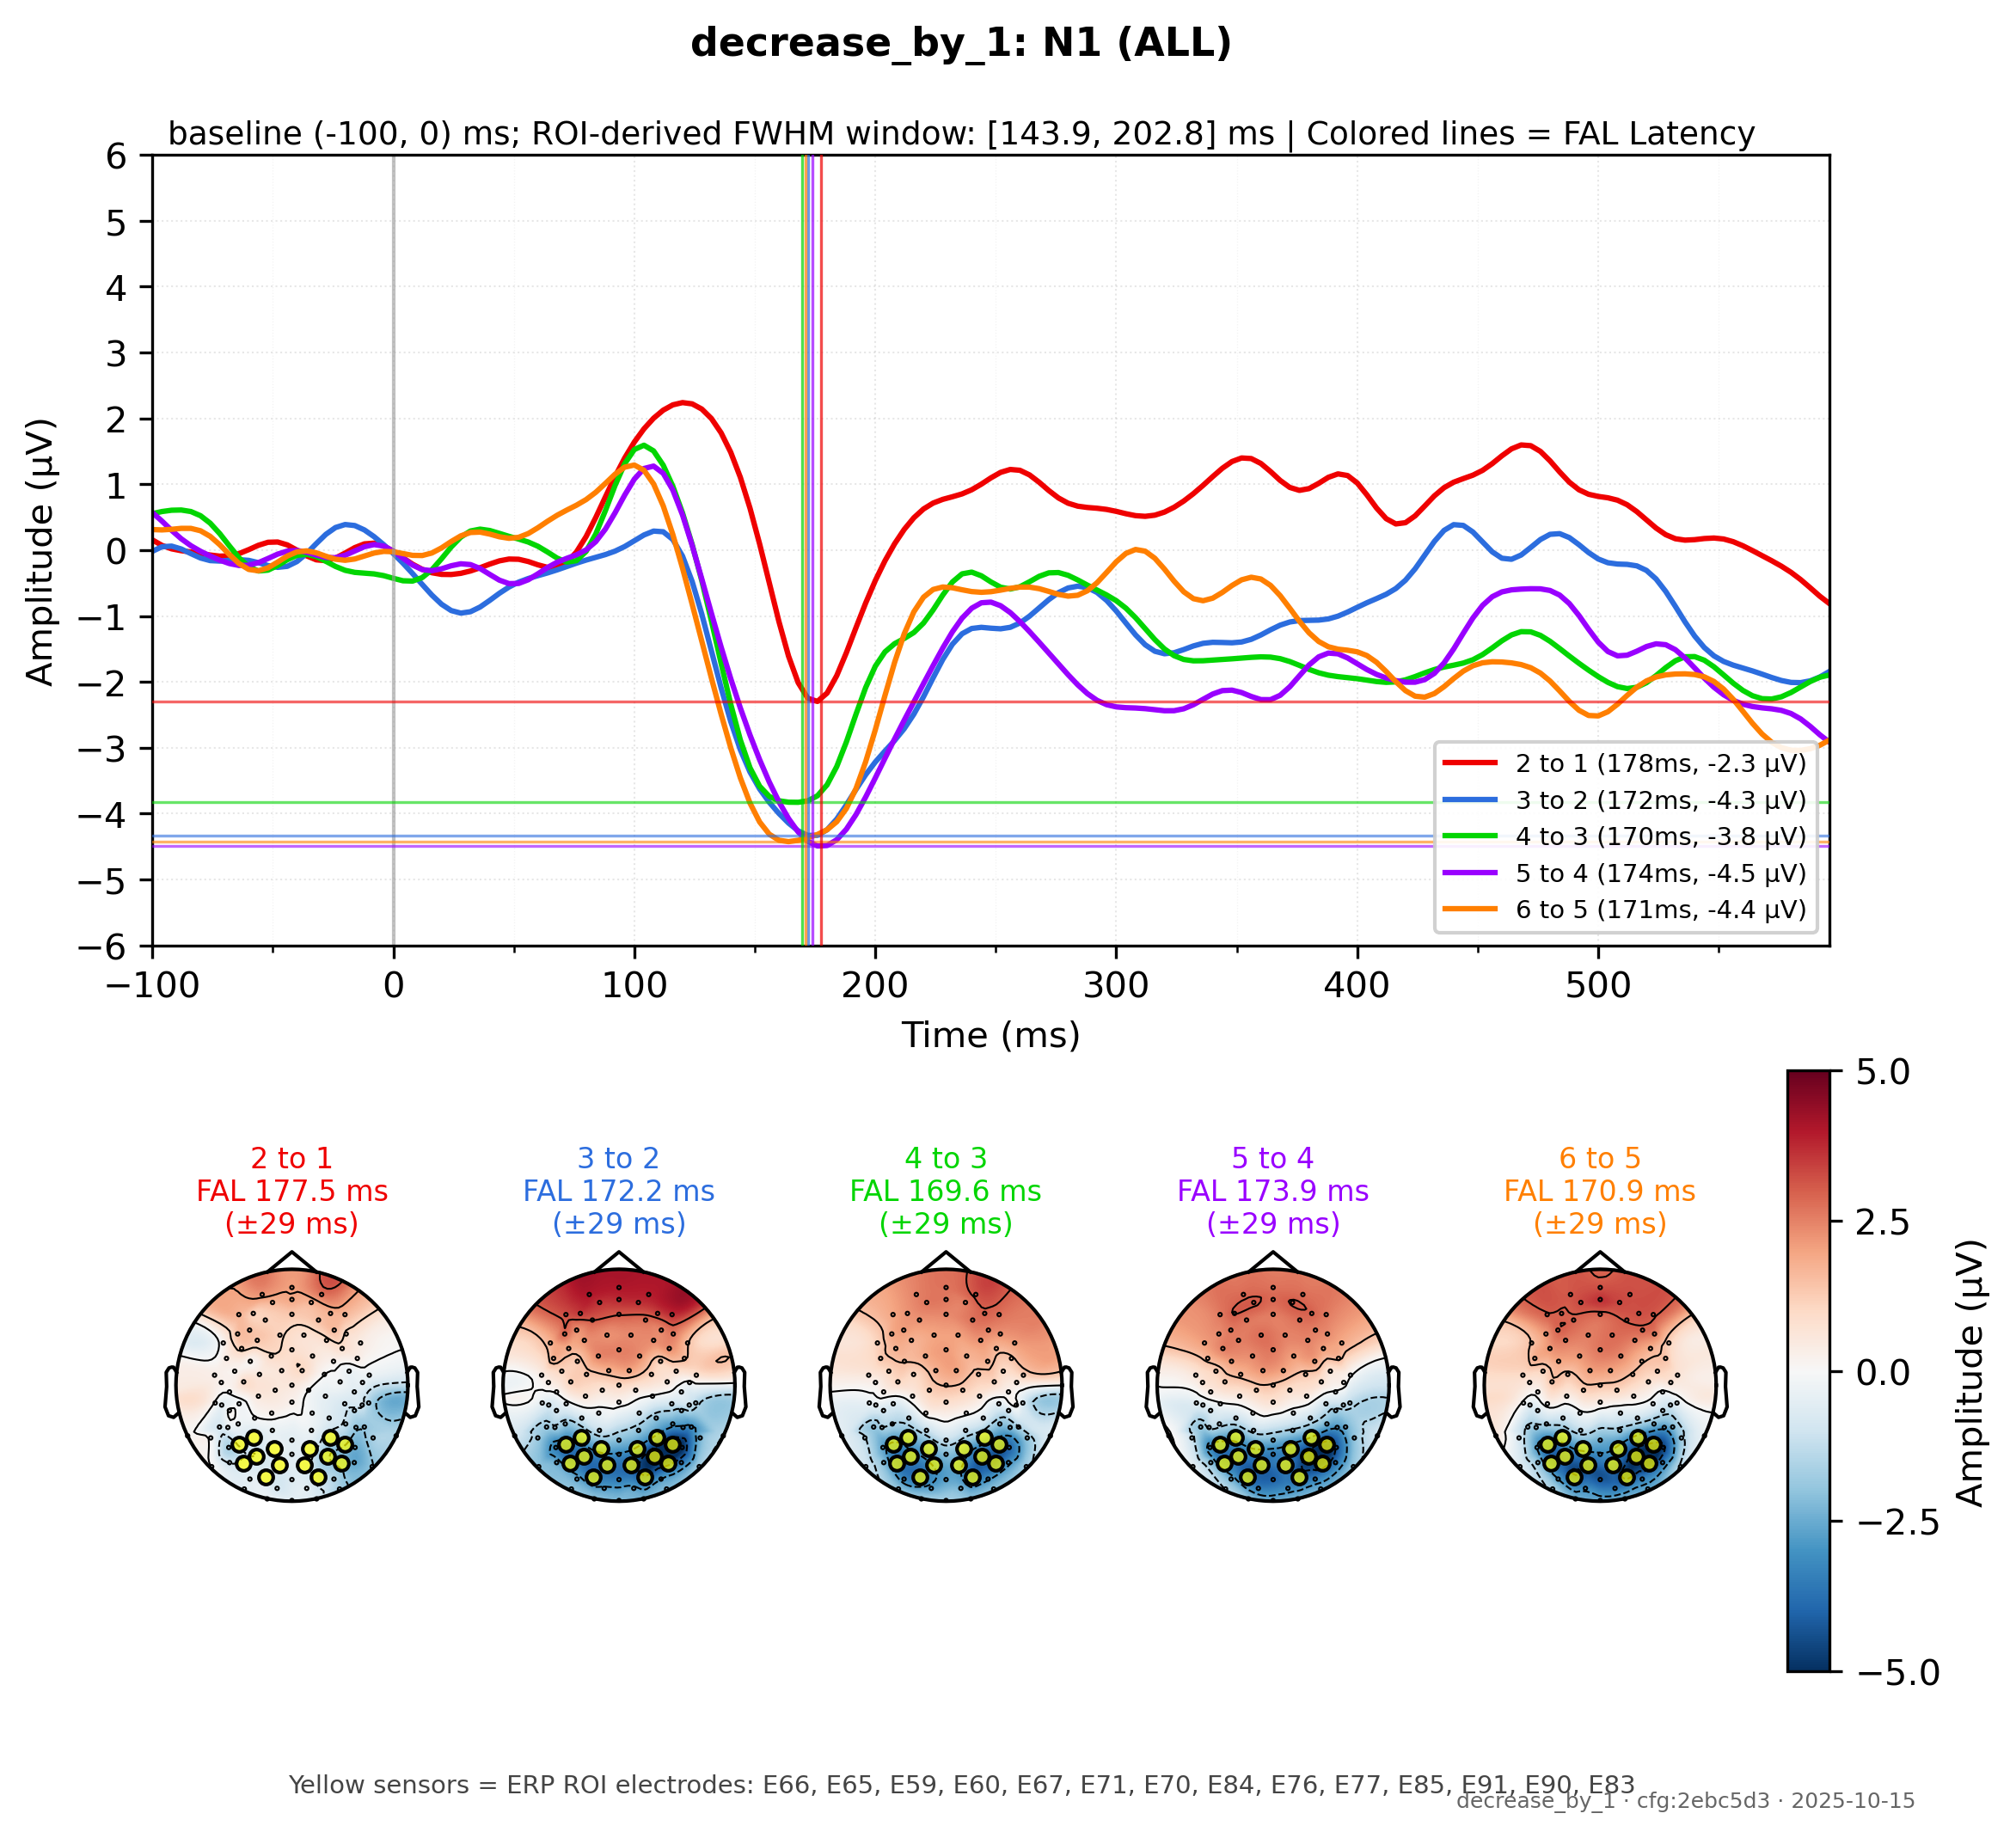 decrease_by_1: N1 (ALL)
baseline (-100, 0) ms; ROI-derived FWHM window: [143.9, 202.8] ms | Colored lines = FAL Latency
6
5
4
3
2
1
0
−1
−2
−3
−4
−5
−6
Amplitude (µV)
2 to 1 (178ms, -2.3 µV)
3 to 2 (172ms, -4.3 µV)
4 to 3 (170ms, -3.8 µV)
5 to 4 (174ms, -4.5 µV)
6 to 5 (171ms, -4.4 µV)
−100 0 100 200 300 400 500
Time (ms)
2 to 1
FAL 177.5 ms
(±29 ms)
3 to 2
FAL 172.2 ms
(±29 ms)
4 to 3
FAL 169.6 ms
(±29 ms)
5 to 4
FAL 173.9 ms
(±29 ms)
6 to 5
FAL 170.9 ms
(±29 ms)
5.0
2.5
0.0
−2.5
−5.0
Amplitude (µV)
Yellow sensors = ERP ROI electrodes: E66, E65, E59, E60, E67, E71, E70, E84, E76, E77, E85, E91, E90, E83
decrease_by_1 · cfg:2ebc5d3 · 2025-10-15